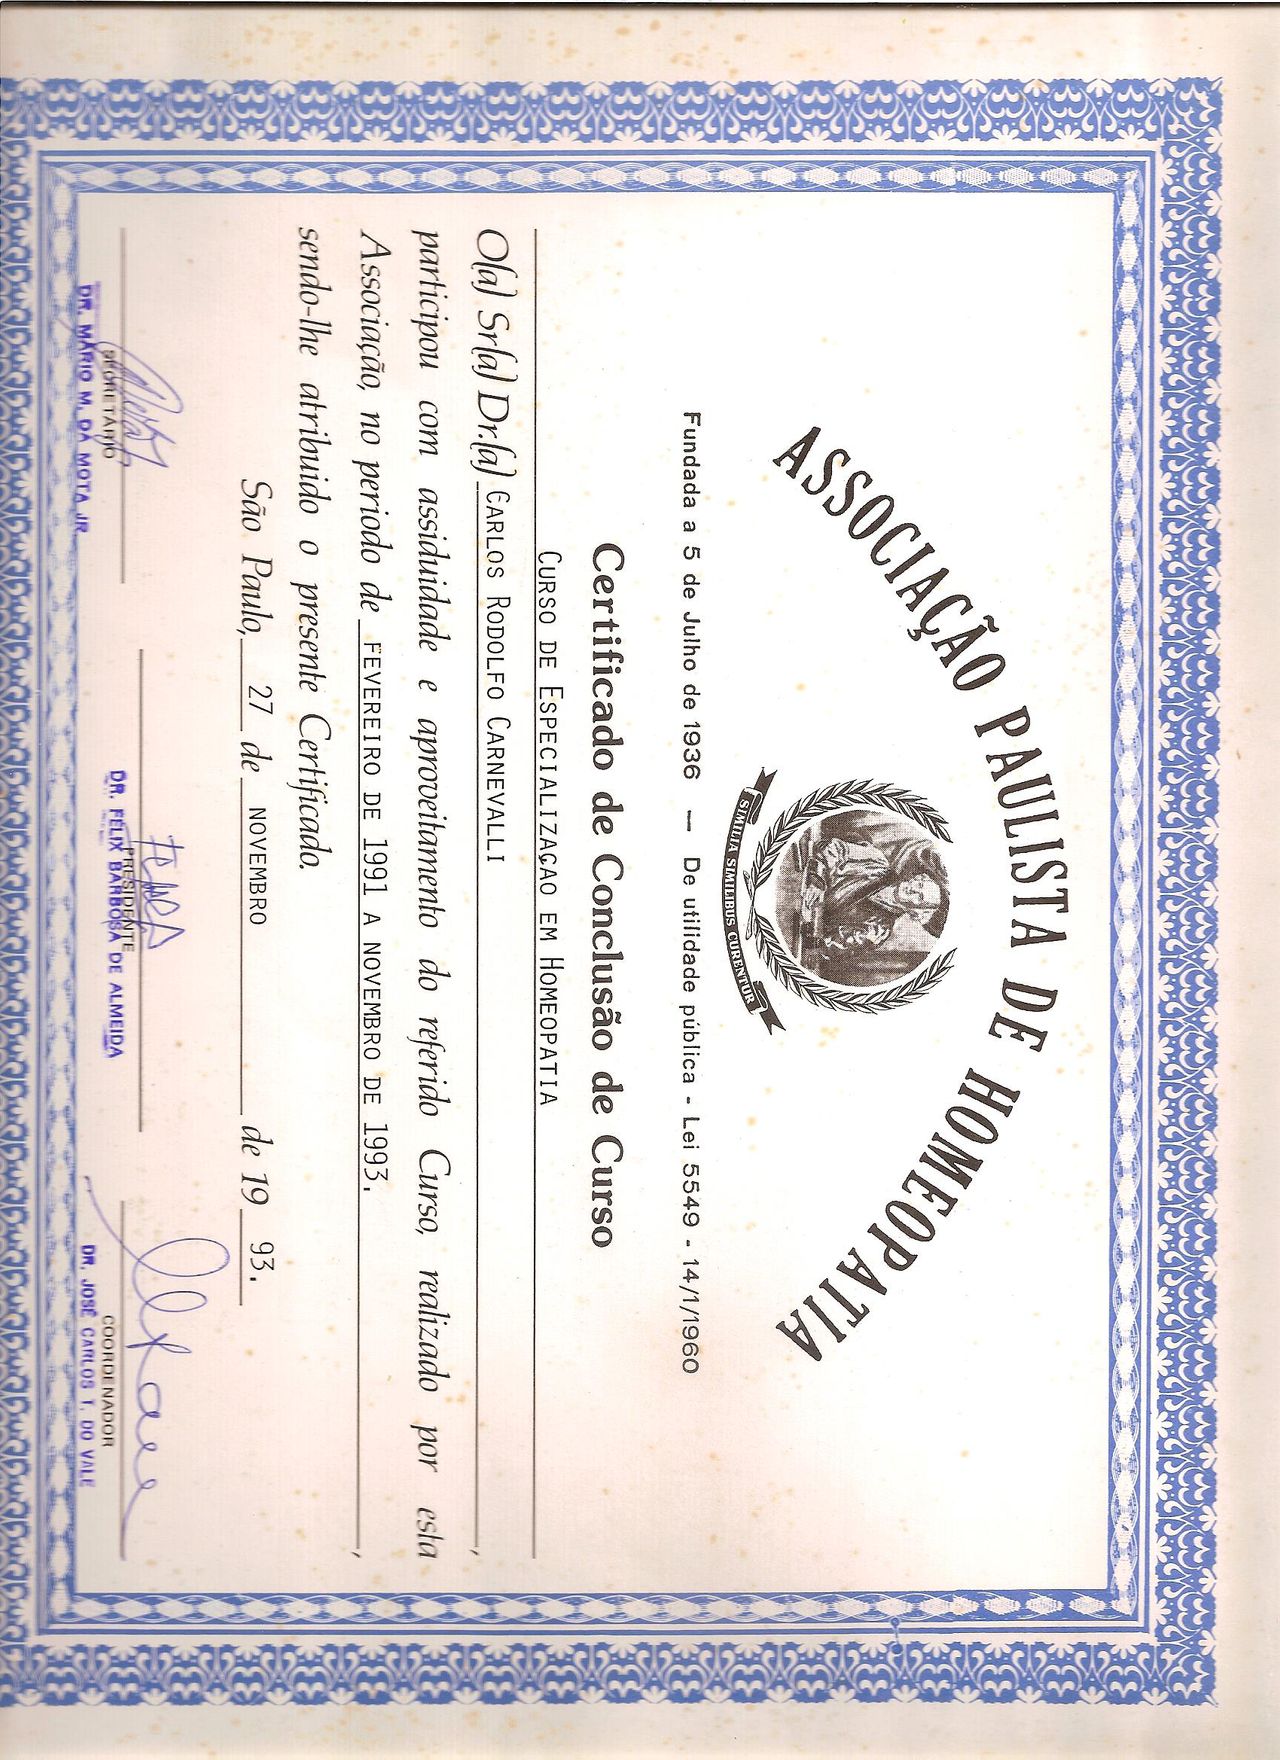 ASSOCIAÇÃO PAULISTA DE HOMEOPATIA
SIMILIA SIMILIBUS CURENTUR
Fundada a 5 de Julho de 1936 — De utilidade pública - Lei 5549 - 14/1/1960
Certificado de Conclusão de Curso
CURSO DE ESPECIALIZAÇAO EM HOMEOPATIA
O(a) Sr(a) Dr.(a) CARLOS RODOLFO CARNEVALLI ,
participou com assiduidade e aproveitamento do referido Curso, realizado por esta
Associação, no periodo de FEVEREIRO DE 1991 A NOVEMBRO DE 1993. ,
sendo-lhe atribuido o presente Certificado.
São Paulo, 27 de NOVEMBRO de 19 93.
SECRETÁRIO
DR. MÁRIO M. DA MOTA JR
PRESIDENTE
DR. FÉLIX BARBOSA DE ALMEIDA
COORDENADOR
DR. JOSÉ CARLOS T. DO VALE